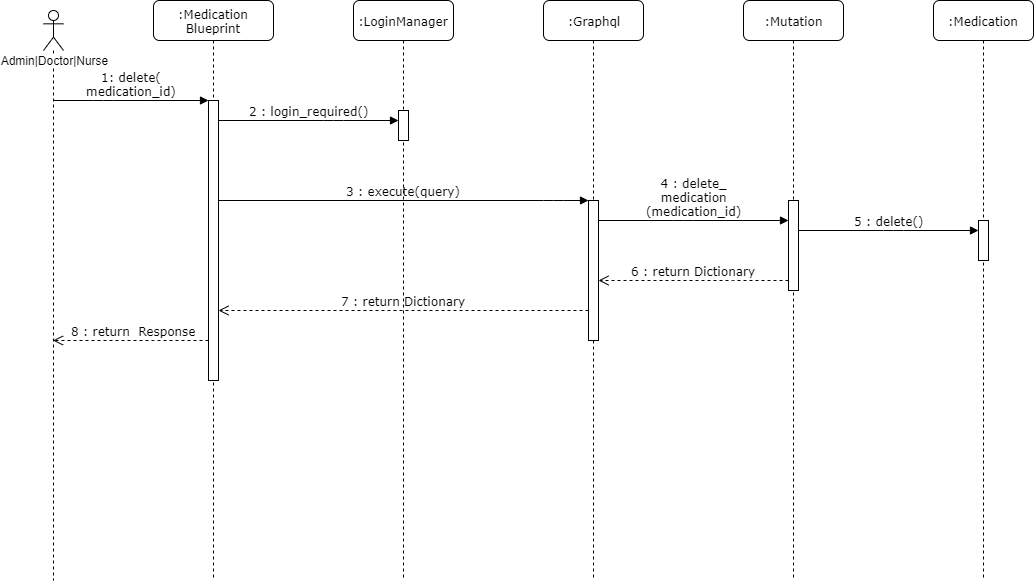 :Medication
Blueprint
:LoginManager
:Graphql
:Mutation
:Medication
Admin|Doctor|Nurse
1: delete(
medication_id)
2 : login_required()
3 : execute(query)
4 : delete_
medication
(medication_id)
5 : delete()
6 : return Dictionary
7 : return Dictionary
8 : return  Response